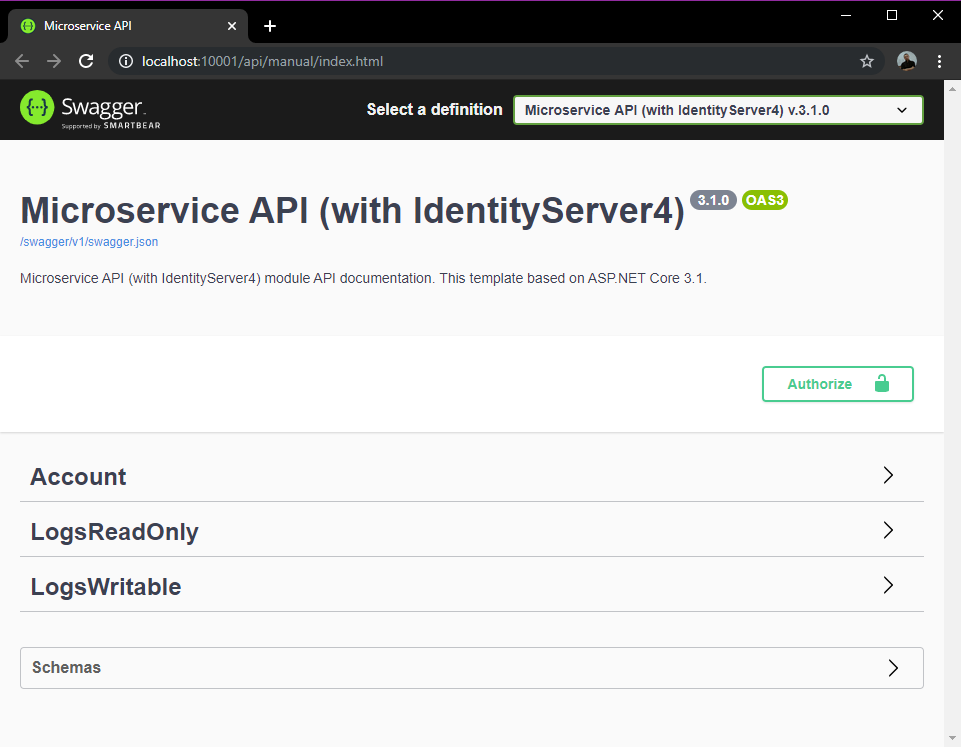 Microservice API
localhost:10001/api/manual/index.html
Swagger.
Supported by SMARTBEAR
Select a definition
Microservice API (with IdentityServer4) v.3.1.0
Microservice API (with IdentityServer4) 3.1.0 OAS3
/swagger/v1/swagger.json
Microservice API (with IdentityServer4) module API documentation. This template based on ASP.NET Core 3.1.
Authorize
Account
LogsReadOnly
LogsWritable
Schemas